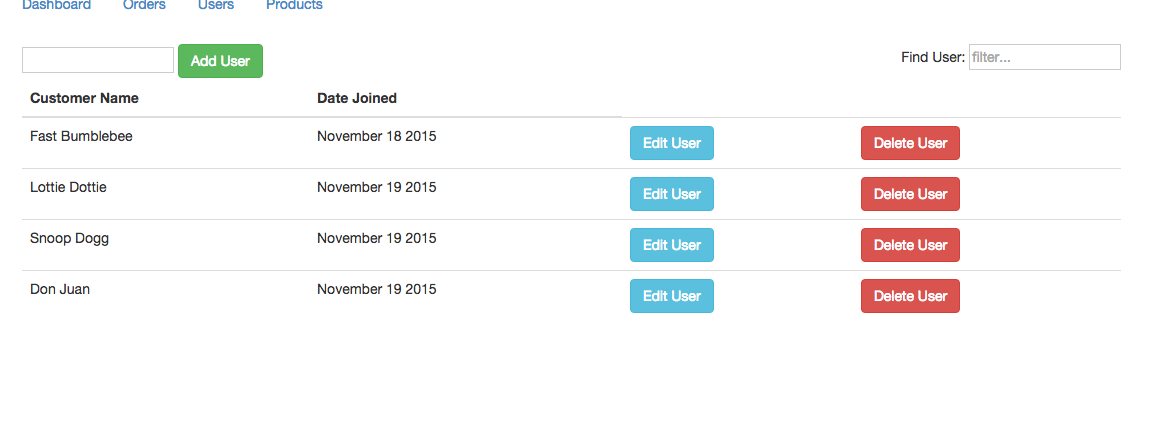 Dashboard Orders Users Products
Add User Find User: filter...
Customer Name Date Joined
Fast Bumblebee November 18 2015 Edit User Delete User
Lottie Dottie November 19 2015 Edit User Delete User
Snoop Dogg November 19 2015 Edit User Delete User
Don Juan November 19 2015 Edit User Delete User